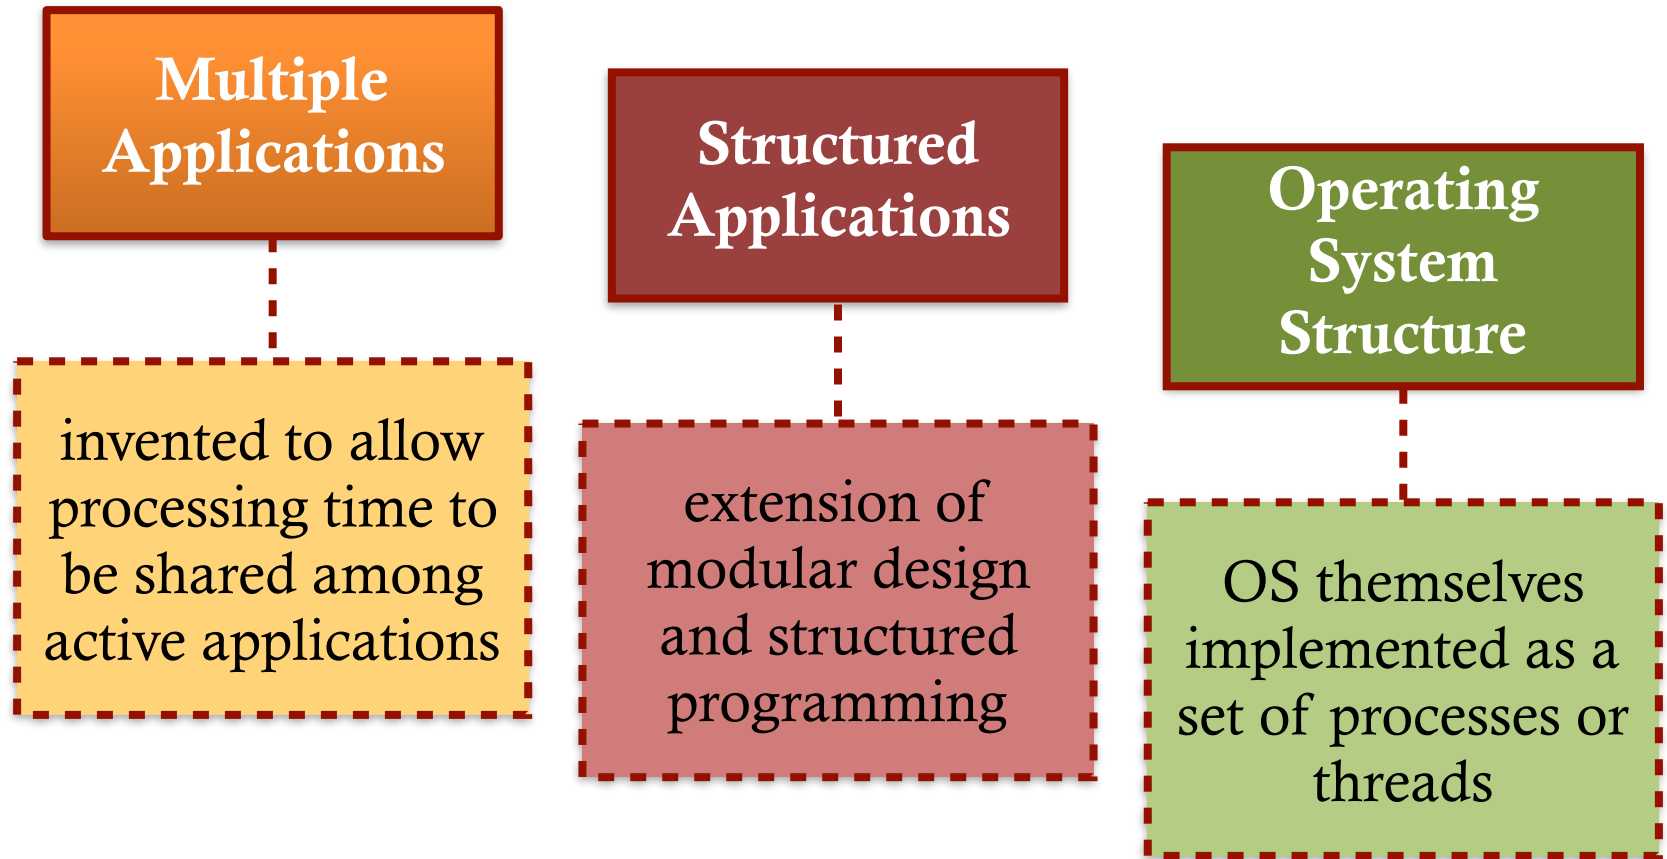 Multiple
Applications
invented to allow
processing time to
be shared among
active applications
Structured
Applications
extension of
modular design
and structured
programming
Operating
System
Structure
OS themselves
implemented as a
set of processes or
threads